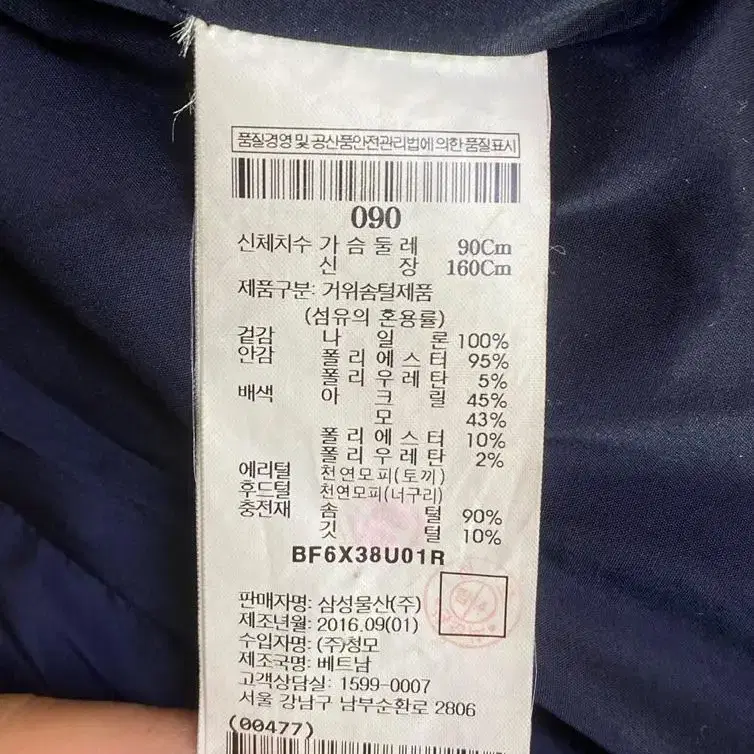 품질경영 및 공산품안전관리법에 의한 품질표시
090
신체치수 가 슴 둘 레 90Cm
신 장 160Cm
제품구분: 거위솜털제품
(섬유의 혼용률)
겉감 나 일 론 100%
안감 폴 리 에 스 터 95%
폴 리 우 레 탄 5%
배색 아 크 릴 45%
모 43%
폴 리 에 스 터 10%
폴 리 우 레 탄 2%
에리털 천연모피(토끼)
후드털 천연모피(너구리)
충전재 솜 털 90%
깃 털 10%
BF6X38U01R
판매자명: 삼성물산(주)
제조년월: 2016.09(01)
수입자명: (주)청모
제조국명: 베트남
고객상담실: 1599-0007
서울 강남구 남부순환로 2806
(00477)